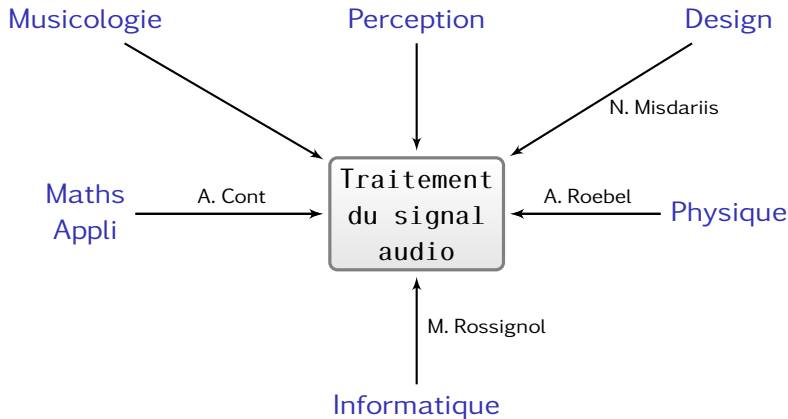 Musicologie
Perception
Design
N. Misdariis
Maths
Appli
A. Cont
Traitement
du signal
audio
A. Roebel
Physique
M. Rossignol
Informatique